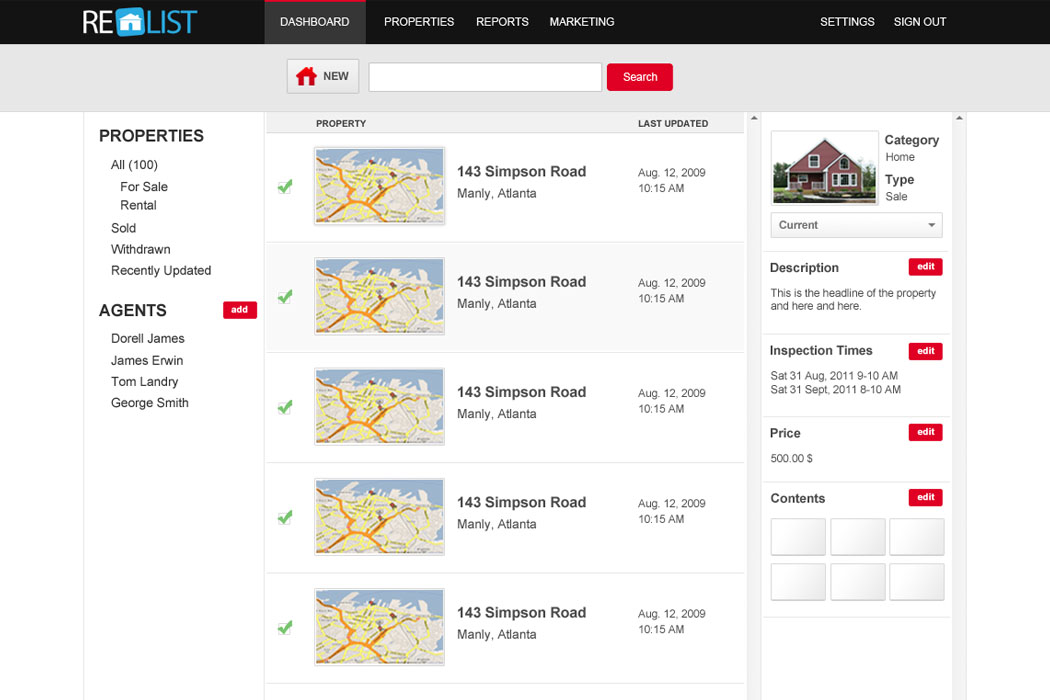 RE LIST
DASHBOARD PROPERTIES REPORTS MARKETING SETTINGS SIGN OUT
NEW Search
PROPERTIES
All (100)
For Sale
Rental
Sold
Withdrawn
Recently Updated
AGENTS add
Dorell James
James Erwin
Tom Landry
George Smith
PROPERTY LAST UPDATED
143 Simpson Road
Manly, Atlanta
Aug. 12, 2009
10:15 AM
143 Simpson Road
Manly, Atlanta
Aug. 12, 2009
10:15 AM
143 Simpson Road
Manly, Atlanta
Aug. 12, 2009
10:15 AM
143 Simpson Road
Manly, Atlanta
Aug. 12, 2009
10:15 AM
143 Simpson Road
Manly, Atlanta
Aug. 12, 2009
10:15 AM
Category
Home
Type
Sale
Current
Description edit
This is the headline of the property
and here and here.
Inspection Times edit
Sat 31 Aug, 2011 9-10 AM
Sat 31 Sept, 2011 8-10 AM
Price edit
500.00 $
Contents edit